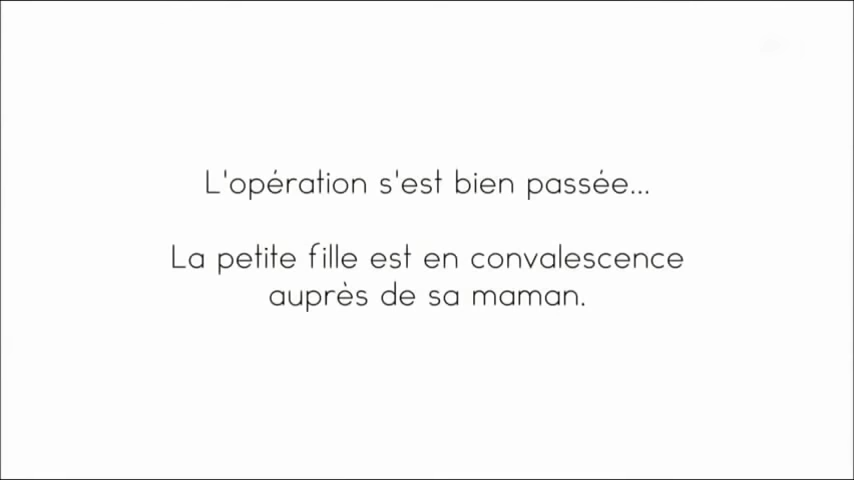 L'opération s'est bien passée...
La petite fille est en convalescence
auprès de sa maman.